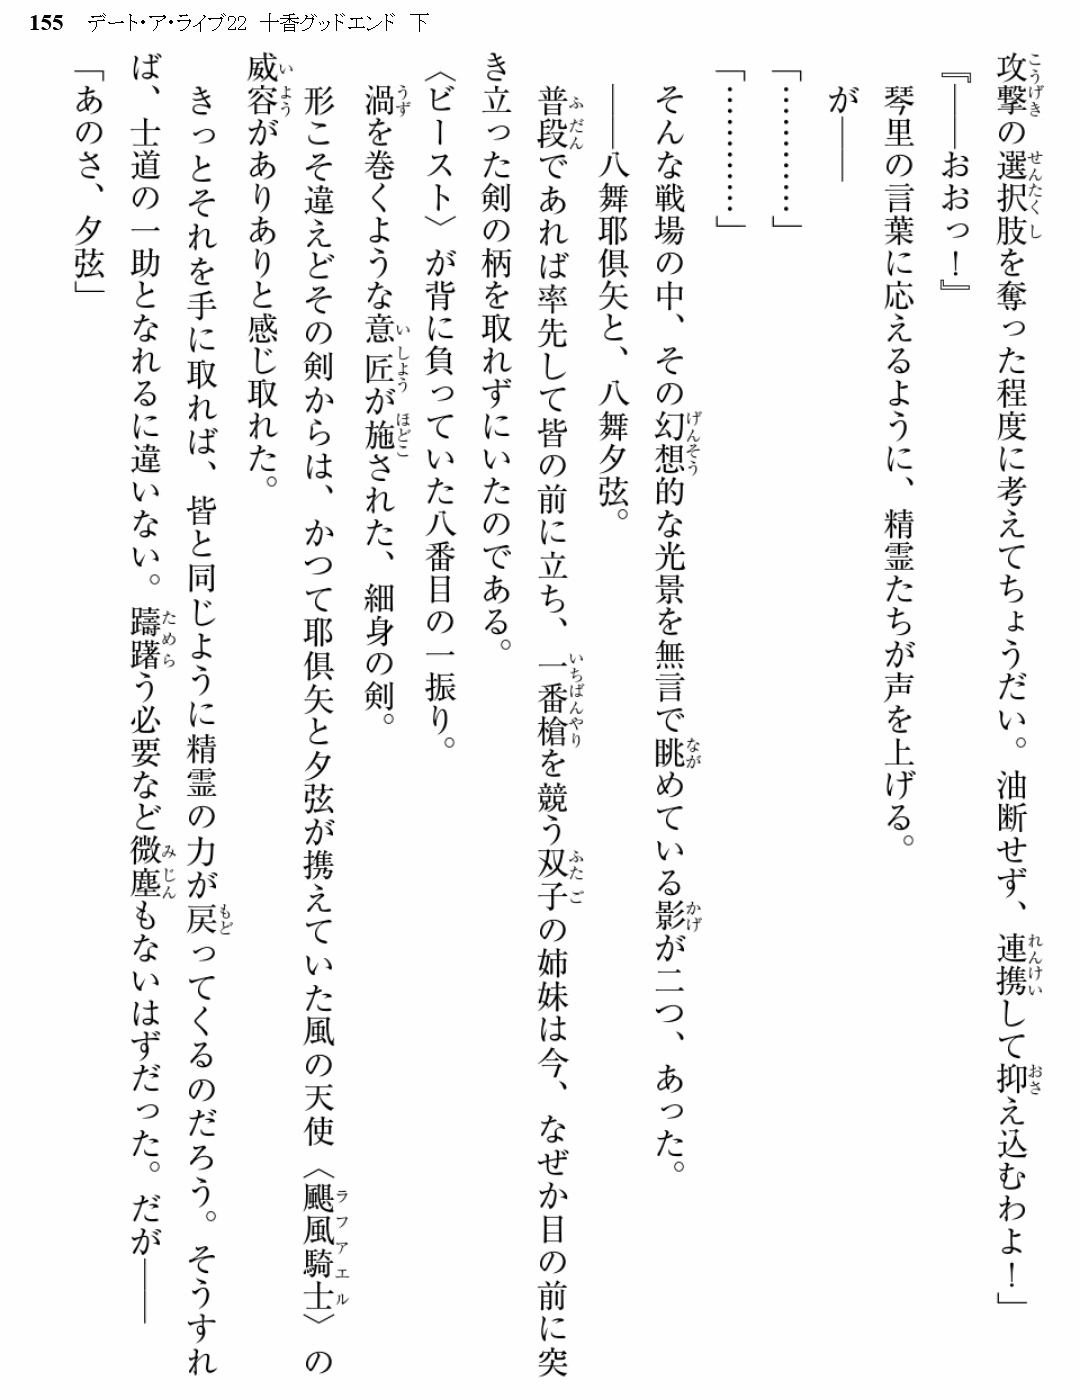 155 デート・ア・ライブ22 十香グッドエンド 下
攻撃の選択肢を奪った程度に考えてちょうだい。油断せず、連携して抑え込むわよ！」
『――おおっ！』
琴里の言葉に応えるように、精霊たちが声を上げる。
が――
「…………」
「…………」
そんな戦場の中、その幻想的な光景を無言で眺めている影が二つ、あった。
――八舞耶倶矢と、八舞夕弦。
普段であれば率先して皆の前に立ち、一番槍を競う双子の姉妹は今、なぜか目の前に突
き立った剣の柄を取れずにいたのである。
〈ビースト〉が背に負っていた八番目の一振り。
渦を巻くような意匠が施された、細身の剣。
形こそ違えどその剣からは、かつて耶倶矢と夕弦が携えていた風の天使〈颶風騎士〉の
威容がありありと感じ取れた。
きっとそれを手に取れば、皆と同じように精霊の力が戻ってくるのだろう。そうすれ
ば、士道の一助となれるに違いない。躊躇う必要など微塵もないはずだった。だが――
「あのさ、夕弦」